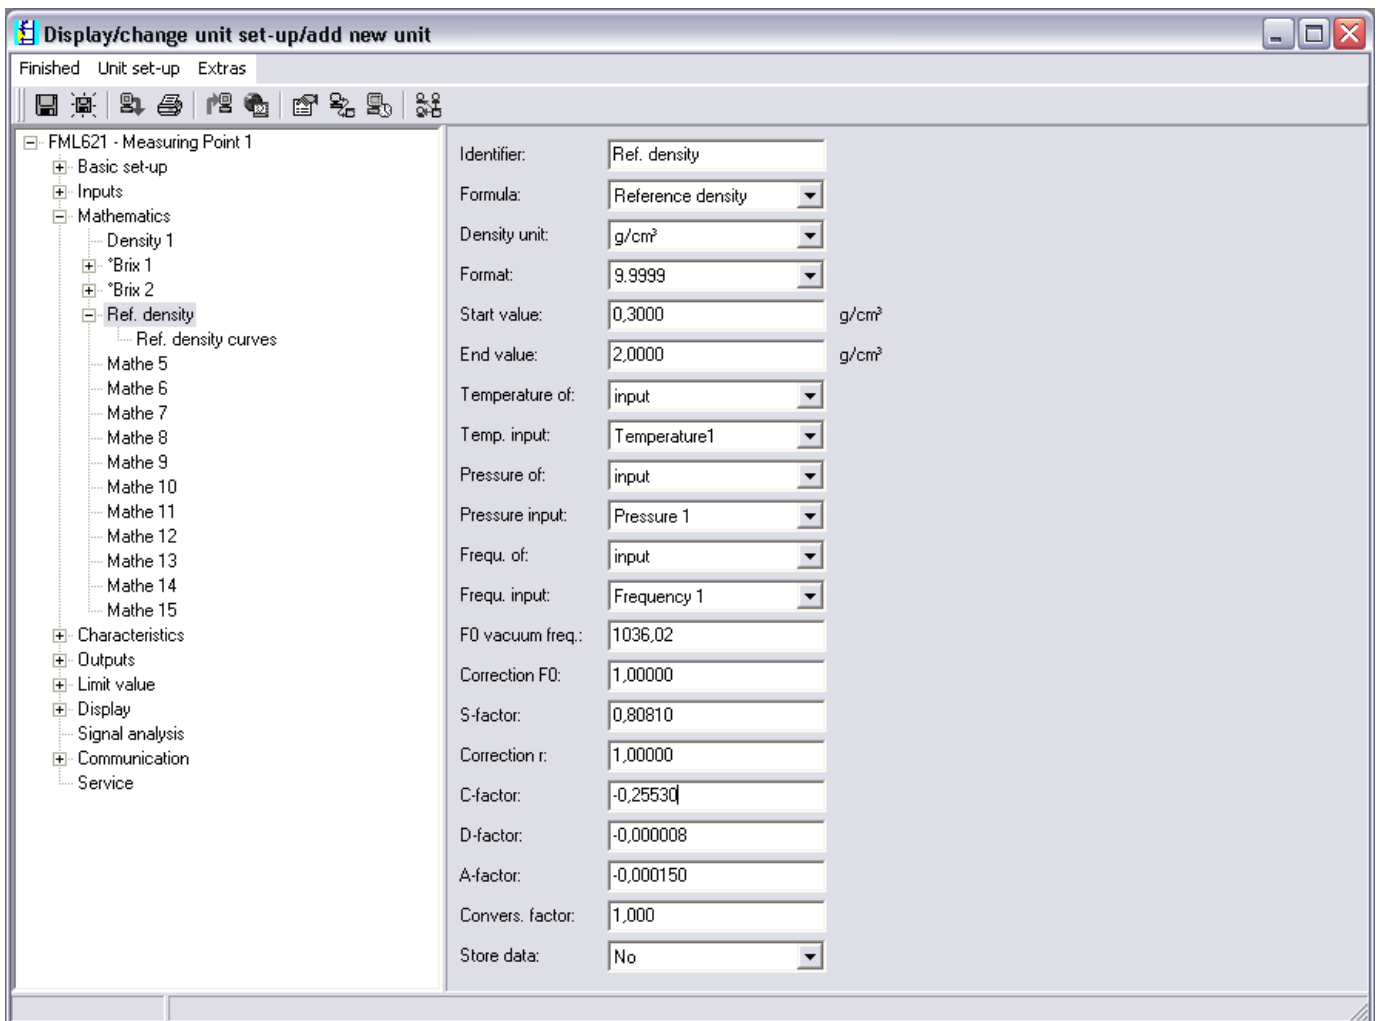 Display/change unit set-up/add new unit
Finished Unit set-up Extras
FML621 - Measuring Point 1
Basic set-up
Inputs
Mathematics
Density 1
°Brix 1
°Brix 2
Ref. density
Ref. density curves
Mathe 5
Mathe 6
Mathe 7
Mathe 8
Mathe 9
Mathe 10
Mathe 11
Mathe 12
Mathe 13
Mathe 14
Mathe 15
Characteristics
Outputs
Limit value
Display
Signal analysis
Communication
Service
Identifier: Ref. density
Formula: Reference density
Density unit: g/cm³
Format: 9.9999
Start value: 0,3000 g/cm³
End value: 2,0000 g/cm³
Temperature of: input
Temp. input: Temperature1
Pressure of: input
Pressure input: Pressure 1
Frequ. of: input
Frequ. input: Frequency 1
F0 vacuum freq.: 1036,02
Correction F0: 1,00000
S-factor: 0,80810
Correction r: 1,00000
C-factor: -0,25530
D-factor: -0,000008
A-factor: -0,000150
Convers. factor: 1,000
Store data: No